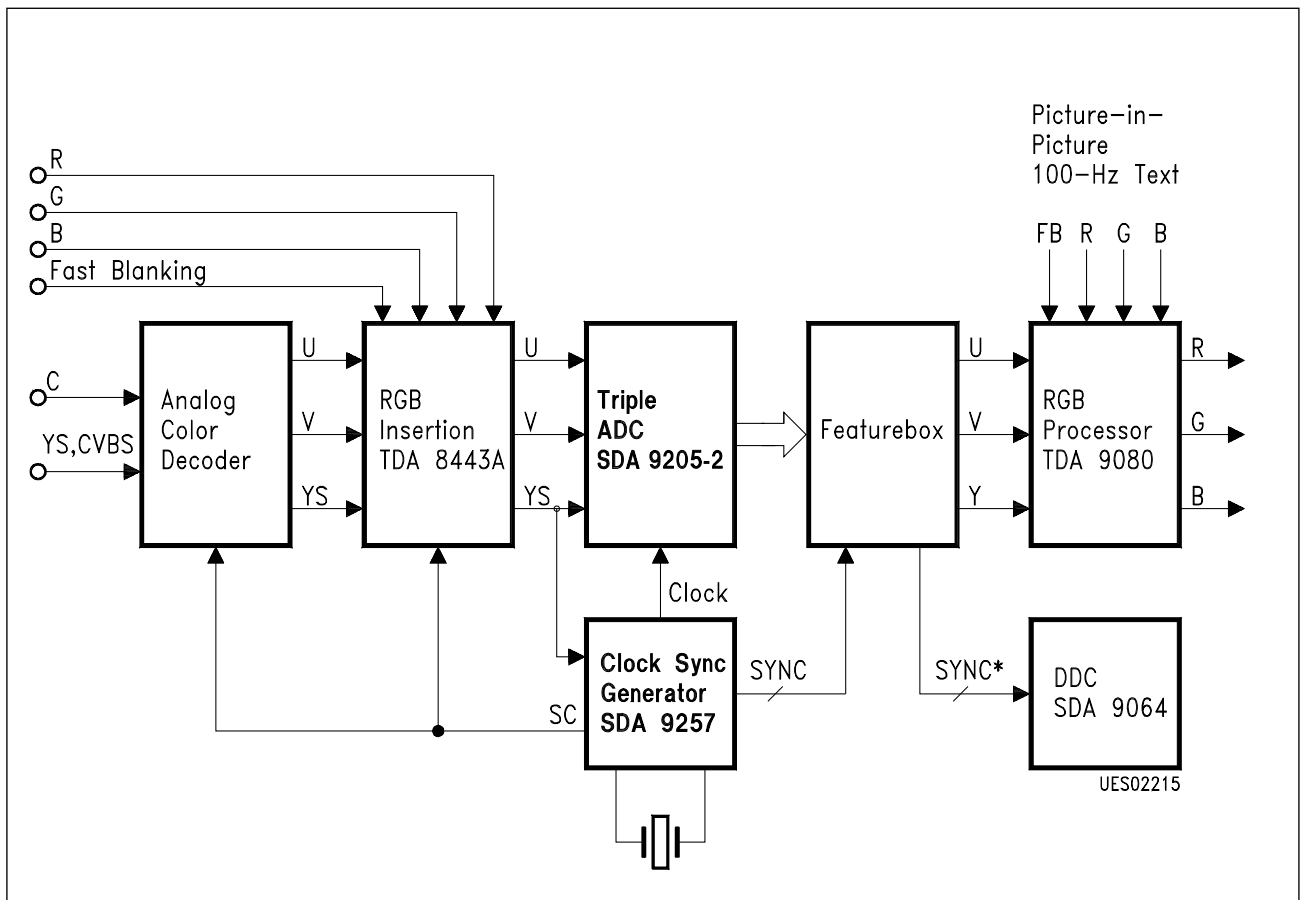 Picture-in-
Picture
100-Hz Text
R
G
B
Fast Blanking
FB R G B
C
YS,CVBS
Analog
Color
Decoder
U
V
YS
RGB
Insertion
TDA 8443A
U
V
YS
Triple
ADC
SDA 9205-2
Featurebox
U
V
Y
RGB
Processor
TDA 9080
R
G
B
Clock
Clock Sync
Generator
SDA 9257
SC
SYNC
SYNC*
DDC
SDA 9064
UES02215